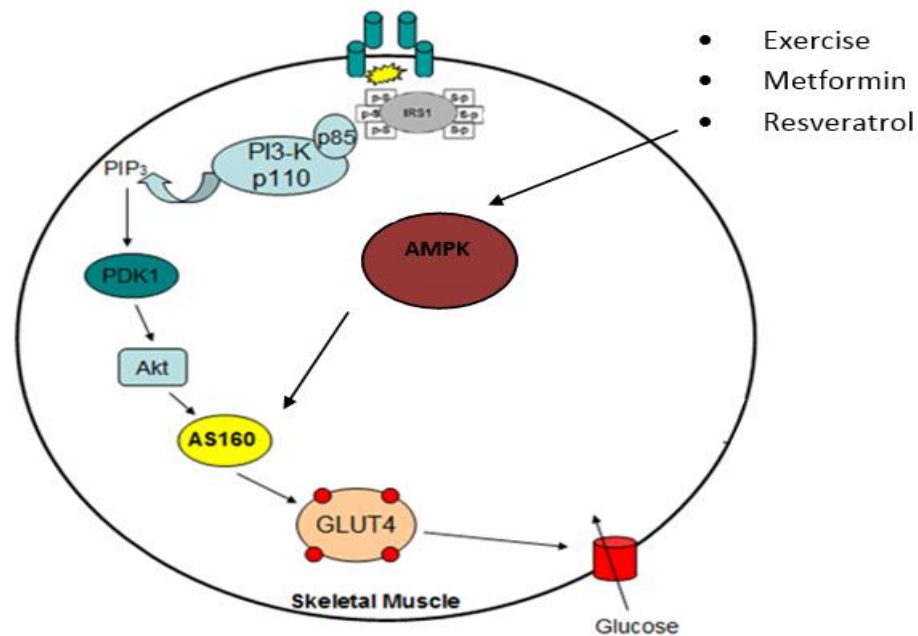 • Exercise
• Metformin
• Resveratrol
p-S
S-p
p-S
IRS1
S-p
p-S
S-p
p85
PI3-K
p110
PIP3
AMPK
PDK1
Akt
AS160
GLUT4
Skeletal Muscle
Glucose